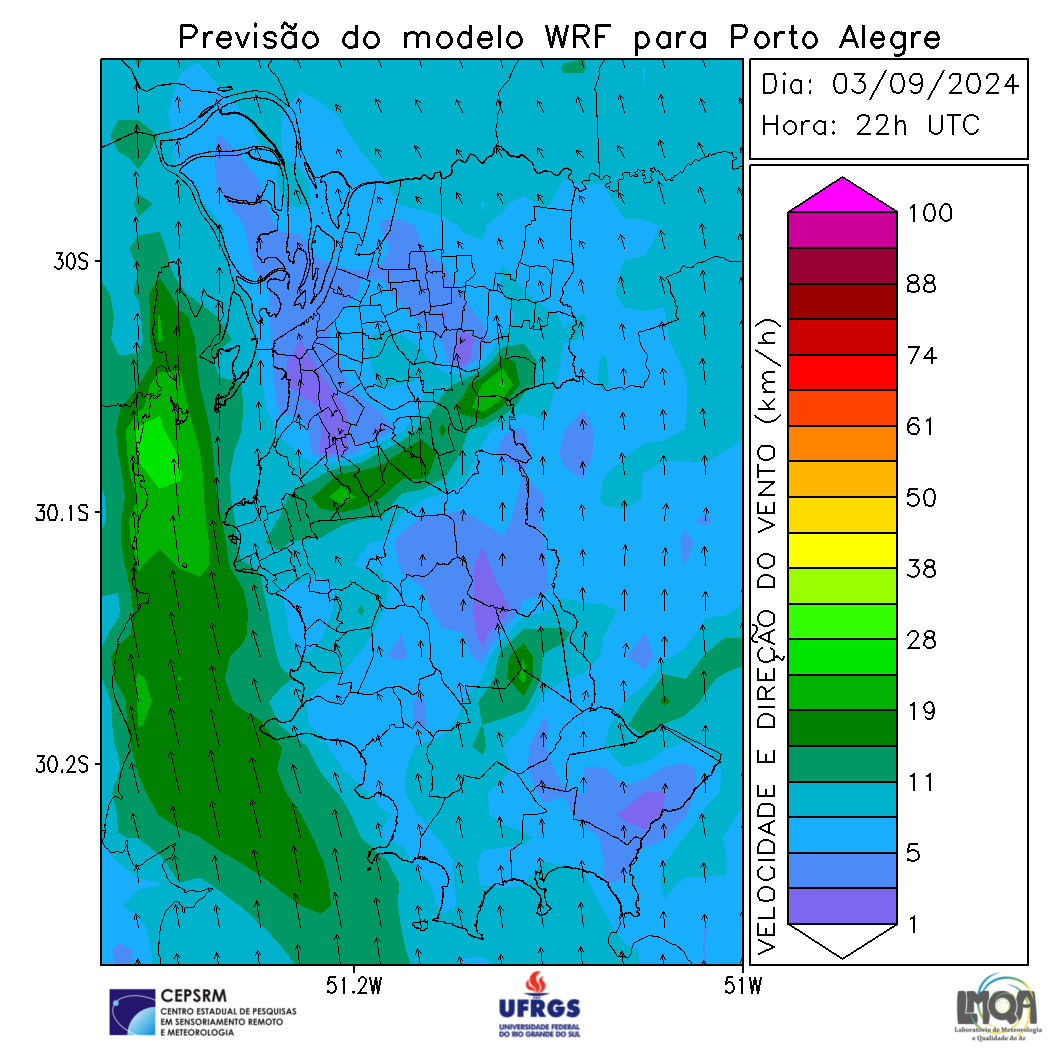 Previsão do modelo WRF para Porto Alegre
Dia: 03/09/2024
Hora: 22h UTC
30S
30.1S
30.2S
51.2W
51W
VELOCIDADE E DIREÇÃO DO VENTO (km/h)
100
88
74
61
50
38
28
19
11
5
1
CEPSRM
CENTRO ESTADUAL DE PESQUISAS
EM SENSORIAMENTO REMOTO
E METEOROLOGIA
UFRGS
UNIVERSIDADE FEDERAL
DO RIO GRANDE DO SUL
LMQA
Laboratório de Meteorologia
e Qualidade do Ar